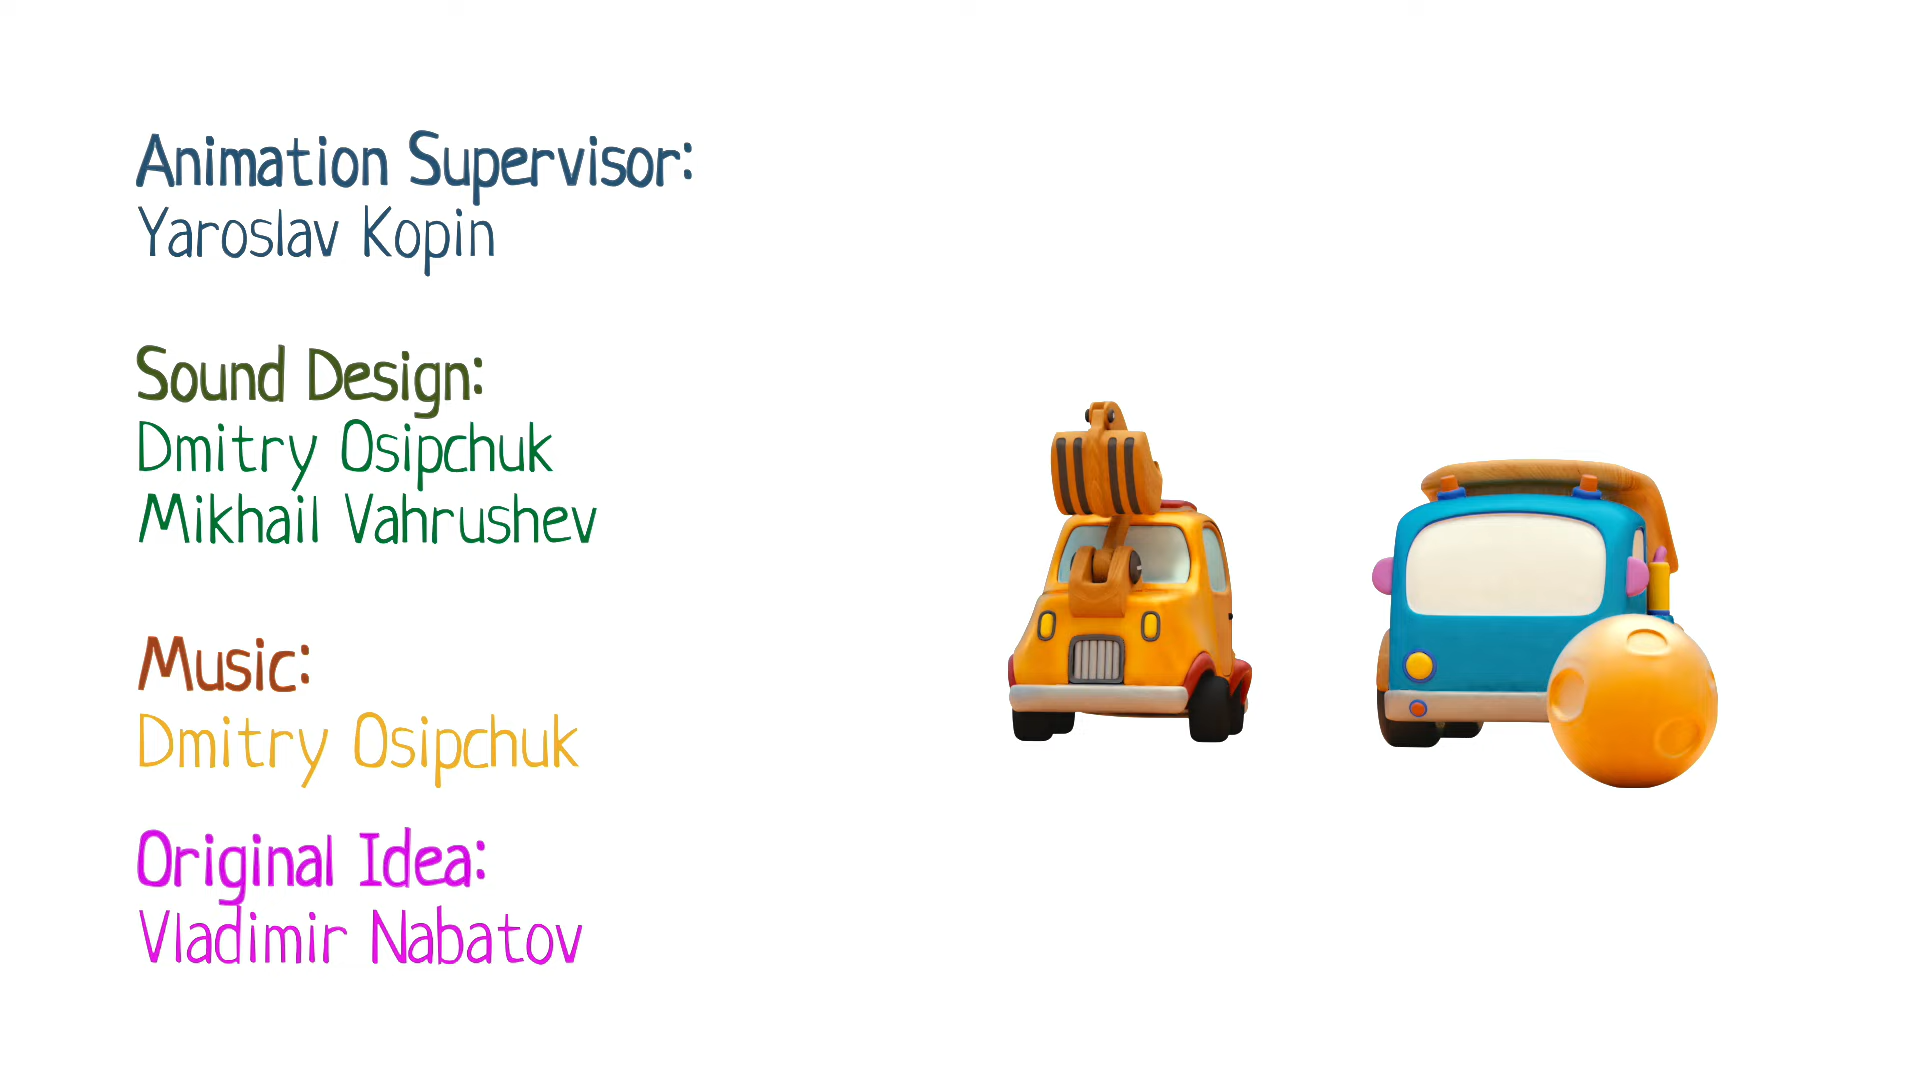 Animation Supervisor:
Yaroslav Kopin
Sound Design:
Dmitry Osipchuk
Mikhail Vahrushev
Music:
Dmitry Osipchuk
Original Idea:
Vladimir Nabatov